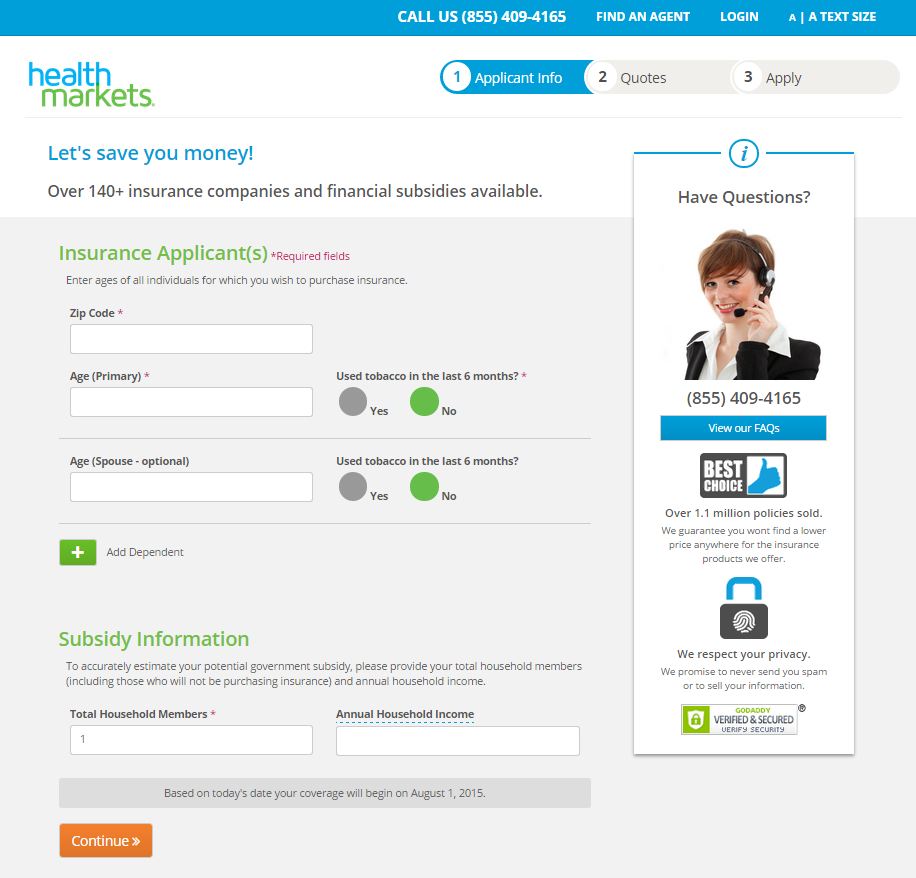 CALL US (855) 409-4165 FIND AN AGENT LOGIN A | A TEXT SIZE
health
markets.
1 Applicant Info 2 Quotes 3 Apply
Let's save you money!
Over 140+ insurance companies and financial subsidies available.
Insurance Applicant(s) *Required fields
Enter ages of all individuals for which you wish to purchase insurance.
Zip Code *
Age (Primary) * Used tobacco in the last 6 months? *
Yes No
Age (Spouse - optional) Used tobacco in the last 6 months?
Yes No
+ Add Dependent
Subsidy Information
To accurately estimate your potential government subsidy, please provide your total household members
(including those who will not be purchasing insurance) and annual household income.
Total Household Members * Annual Household Income
1
Based on today's date your coverage will begin on August 1, 2015.
Continue »
i
Have Questions?
(855) 409-4165
View our FAQs
BEST
CHOICE
Over 1.1 million policies sold.
We guarantee you wont find a lower
price anywhere for the insurance
products we offer.
We respect your privacy.
We promise to never send you spam
or to sell your information.
GODADDY
VERIFIED & SECURED
VERIFY SECURITY
®